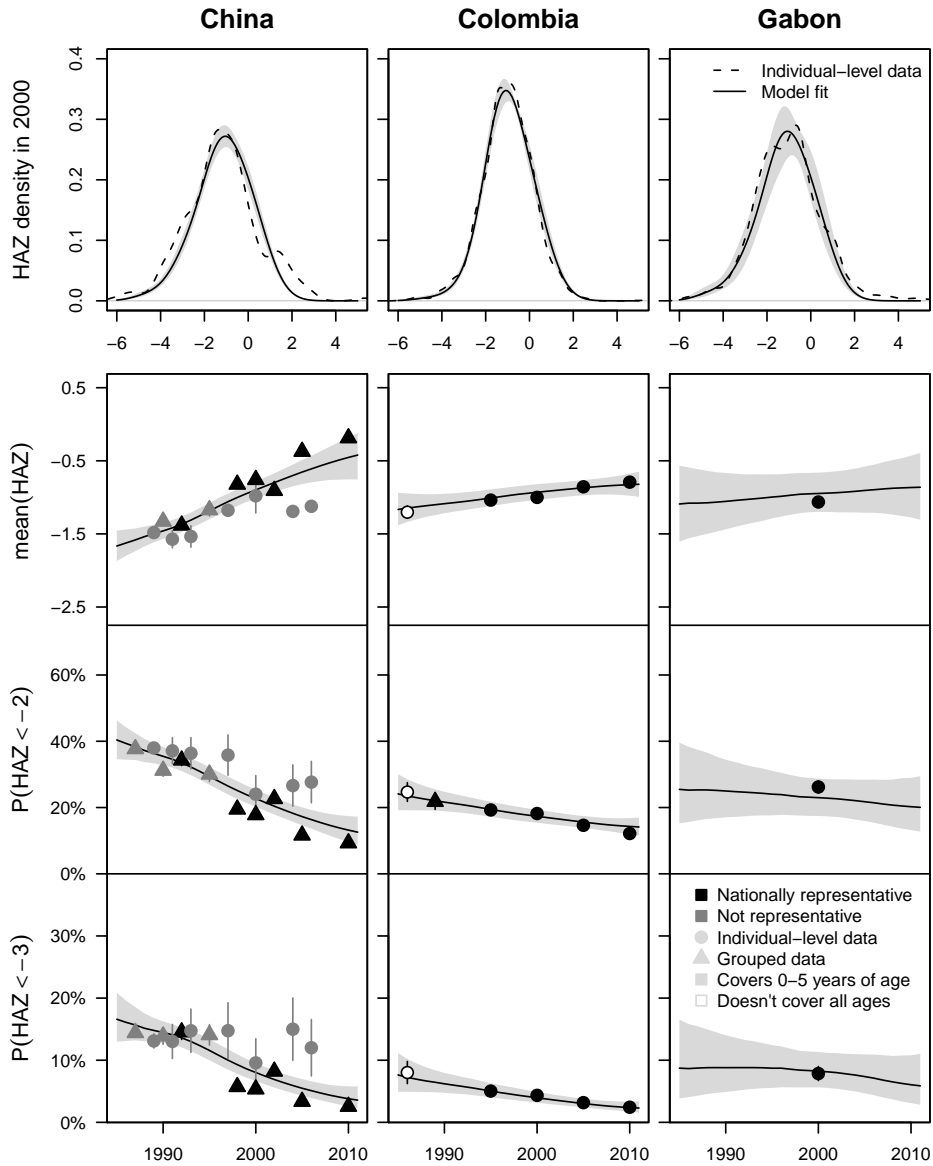 China Colombia Gabon
HAZ density in 2000
0.4
0.3
0.2
0.1
0.0
Individual−level data
Model fit
−6 −4 −2 0 2 4 −6 −4 −2 0 2 4 −6 −4 −2 0 2 4
mean(HAZ)
0.5
−0.5
−1.5
−2.5
P(HAZ < −2)
60%
40%
20%
0%
P(HAZ < −3)
30%
20%
10%
0%
Nationally representative
Not representative
Individual−level data
Grouped data
Covers 0−5 years of age
Doesn't cover all ages
1990 2000 2010 1990 2000 2010 1990 2000 2010